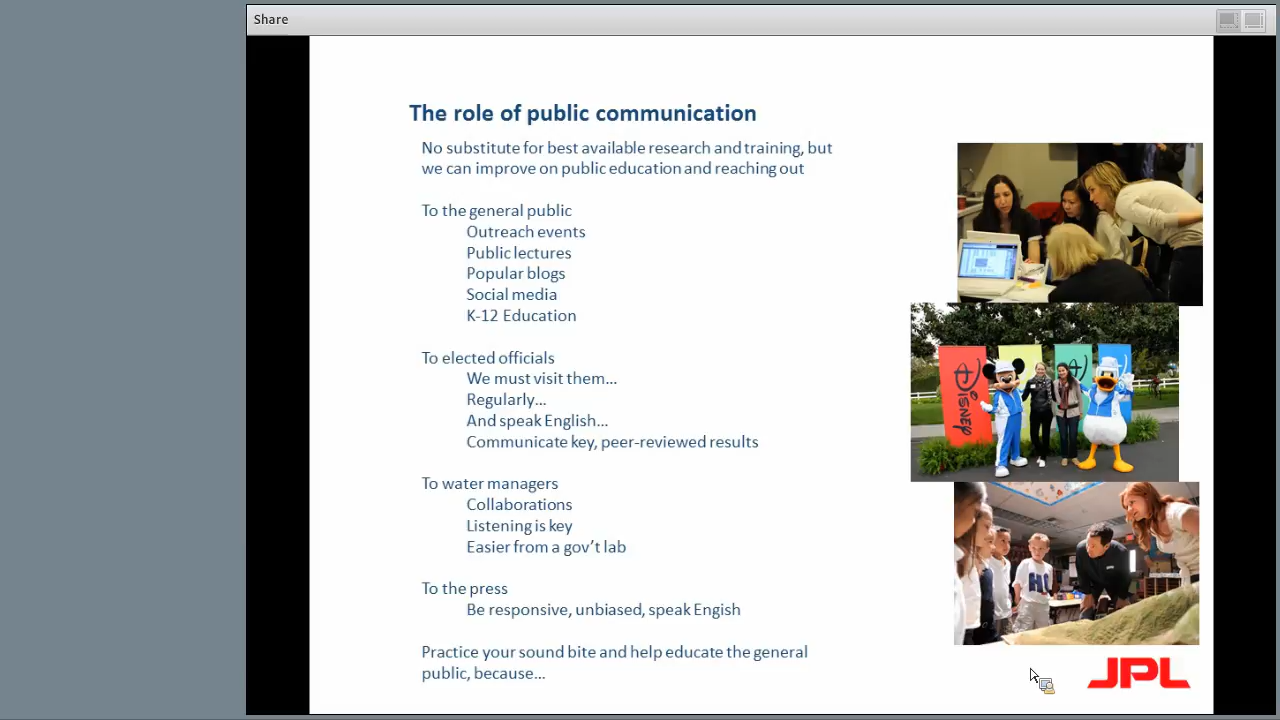 Share
The role of public communication
No substitute for best available research and training, but
we can improve on public education and reaching out
To the general public
Outreach events
Public lectures
Popular blogs
Social media
K-12 Education
To elected officials
We must visit them...
Regularly...
And speak English...
Communicate key, peer-reviewed results
To water managers
Collaborations
Listening is key
Easier from a gov’t lab
To the press
Be responsive, unbiased, speak Engish
Practice your sound bite and help educate the general
public, because...
Disney
JPL